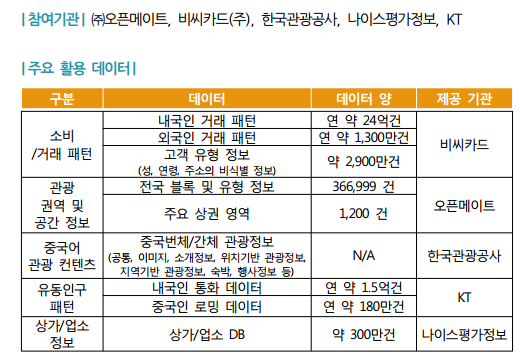 |참여기관| ㈜오픈메이트, 비씨카드(주), 한국관광공사, 나이스평가정보, KT
|주요 활용 데이터|
구분 데이터 데이터 양 제공 기관
소비
/거래 패턴
내국인 거래 패턴 연 약 24억건
외국인 거래 패턴 연 약 1,300만건
고객 유형 정보
(성, 연령, 주소의 비식별 정보)
약 2,900만건
비씨카드
관광
권역 및
공간 정보
전국 블록 및 유형 정보 366,999 건
주요 상권 영역 1,200 건
오픈메이트
중국어
관광 컨텐츠
중국번체/간체 관광정보
(공통, 이미지, 소개정보, 위치기반 관광정보,
지역기반 관광정보, 숙박, 행사정보 등)
N/A
한국관광공사
유동인구
패턴
내국인 통화 데이터 연 약 1.5억건
중국인 로밍 데이터 연 약 180만건
KT
상가/업소
정보
상가/업소 DB 약 300만건 나이스평가정보